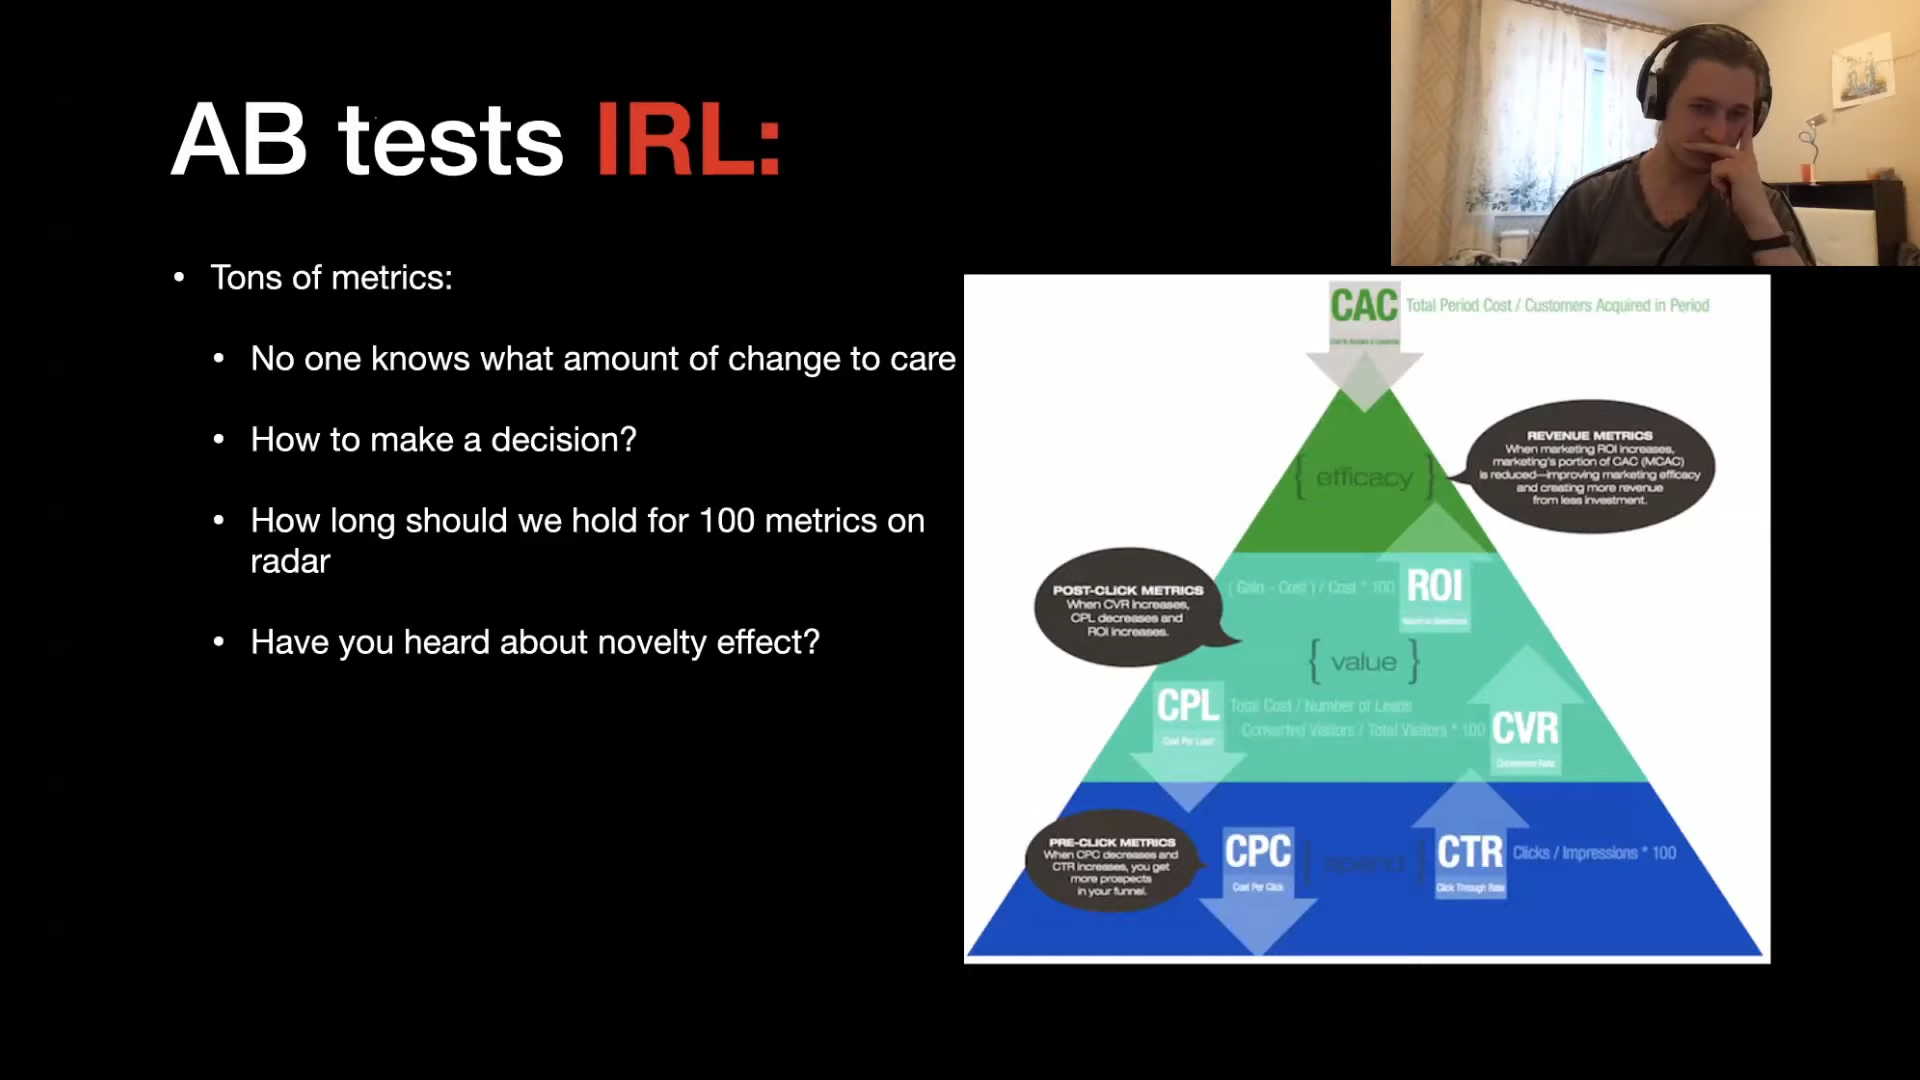 AB tests IRL:
• Tons of metrics:
• No one knows what amount of change to care
• How to make a decision?
• How long should we hold for 100 metrics on
radar
• Have you heard about novelty effect?
CAC
Total Period Cost / Customers Acquired in Period
{ efficacy }
REVENUE METRICS
When marketing ROI increases,
marketing's portion of CAC (MCAC)
is reduced—improving marketing efficacy
and creating more revenue
from less investment.
POST-CLICK METRICS
When CVR increases,
CPL decreases and
ROI increases.
( Gain - Cost ) / Cost * 100
ROI
{ value }
CPL
Cost Per Lead
Total Cost / Number of Leads
Converted Visitors / Total Visitors * 100
CVR
Conversion Rate
PRE-CLICK METRICS
When CPC decreases and
CTR increases, you get
more prospects
in your funnel.
CPC
Cost Per Click
{ spend }
CTR
Click Through Rate
Clicks / Impressions * 100